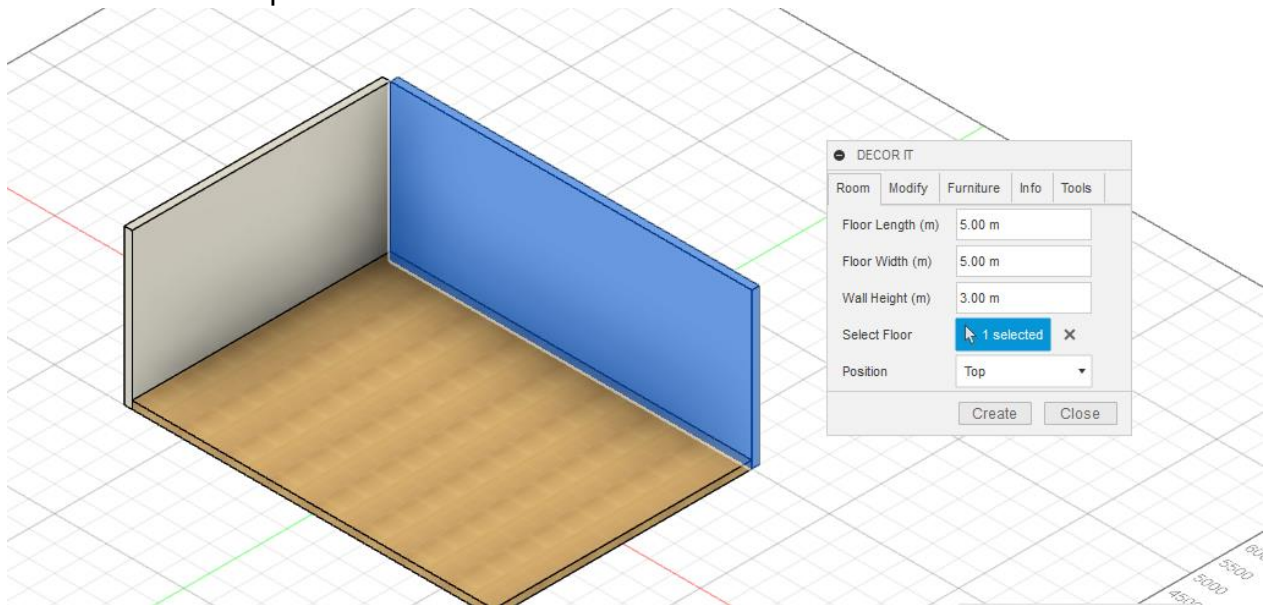 DECOR IT
Room Modify Furniture Info Tools
Floor Length (m) 5.00 m
Floor Width (m) 5.00 m
Wall Height (m) 3.00 m
Select Floor 1 selected
Position Top
Create Close
5500
5000